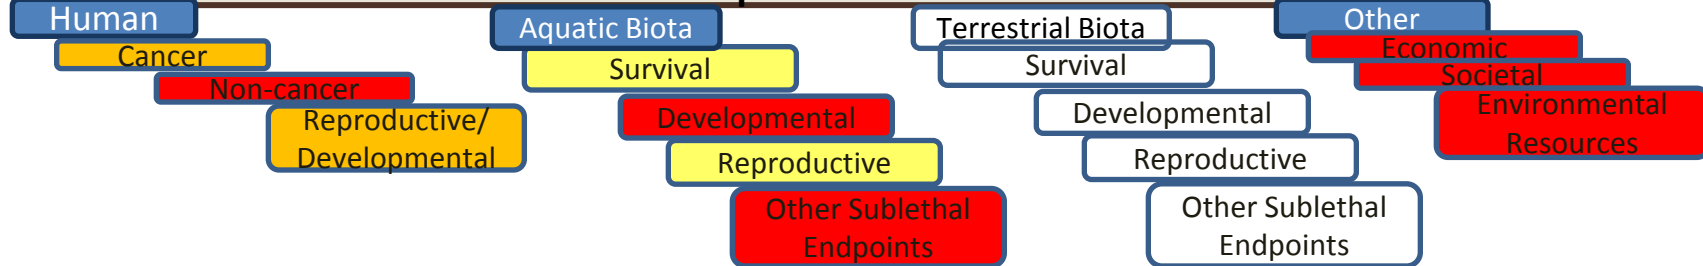 Human
Cancer
Non-cancer
Reproductive/
Developmental
Aquatic Biota
Survival
Developmental
Reproductive
Other Sublethal
Endpoints
Terrestrial Biota
Survival
Developmental
Reproductive
Other Sublethal
Endpoints
Other
Economic
Societal
Environmental
Resources